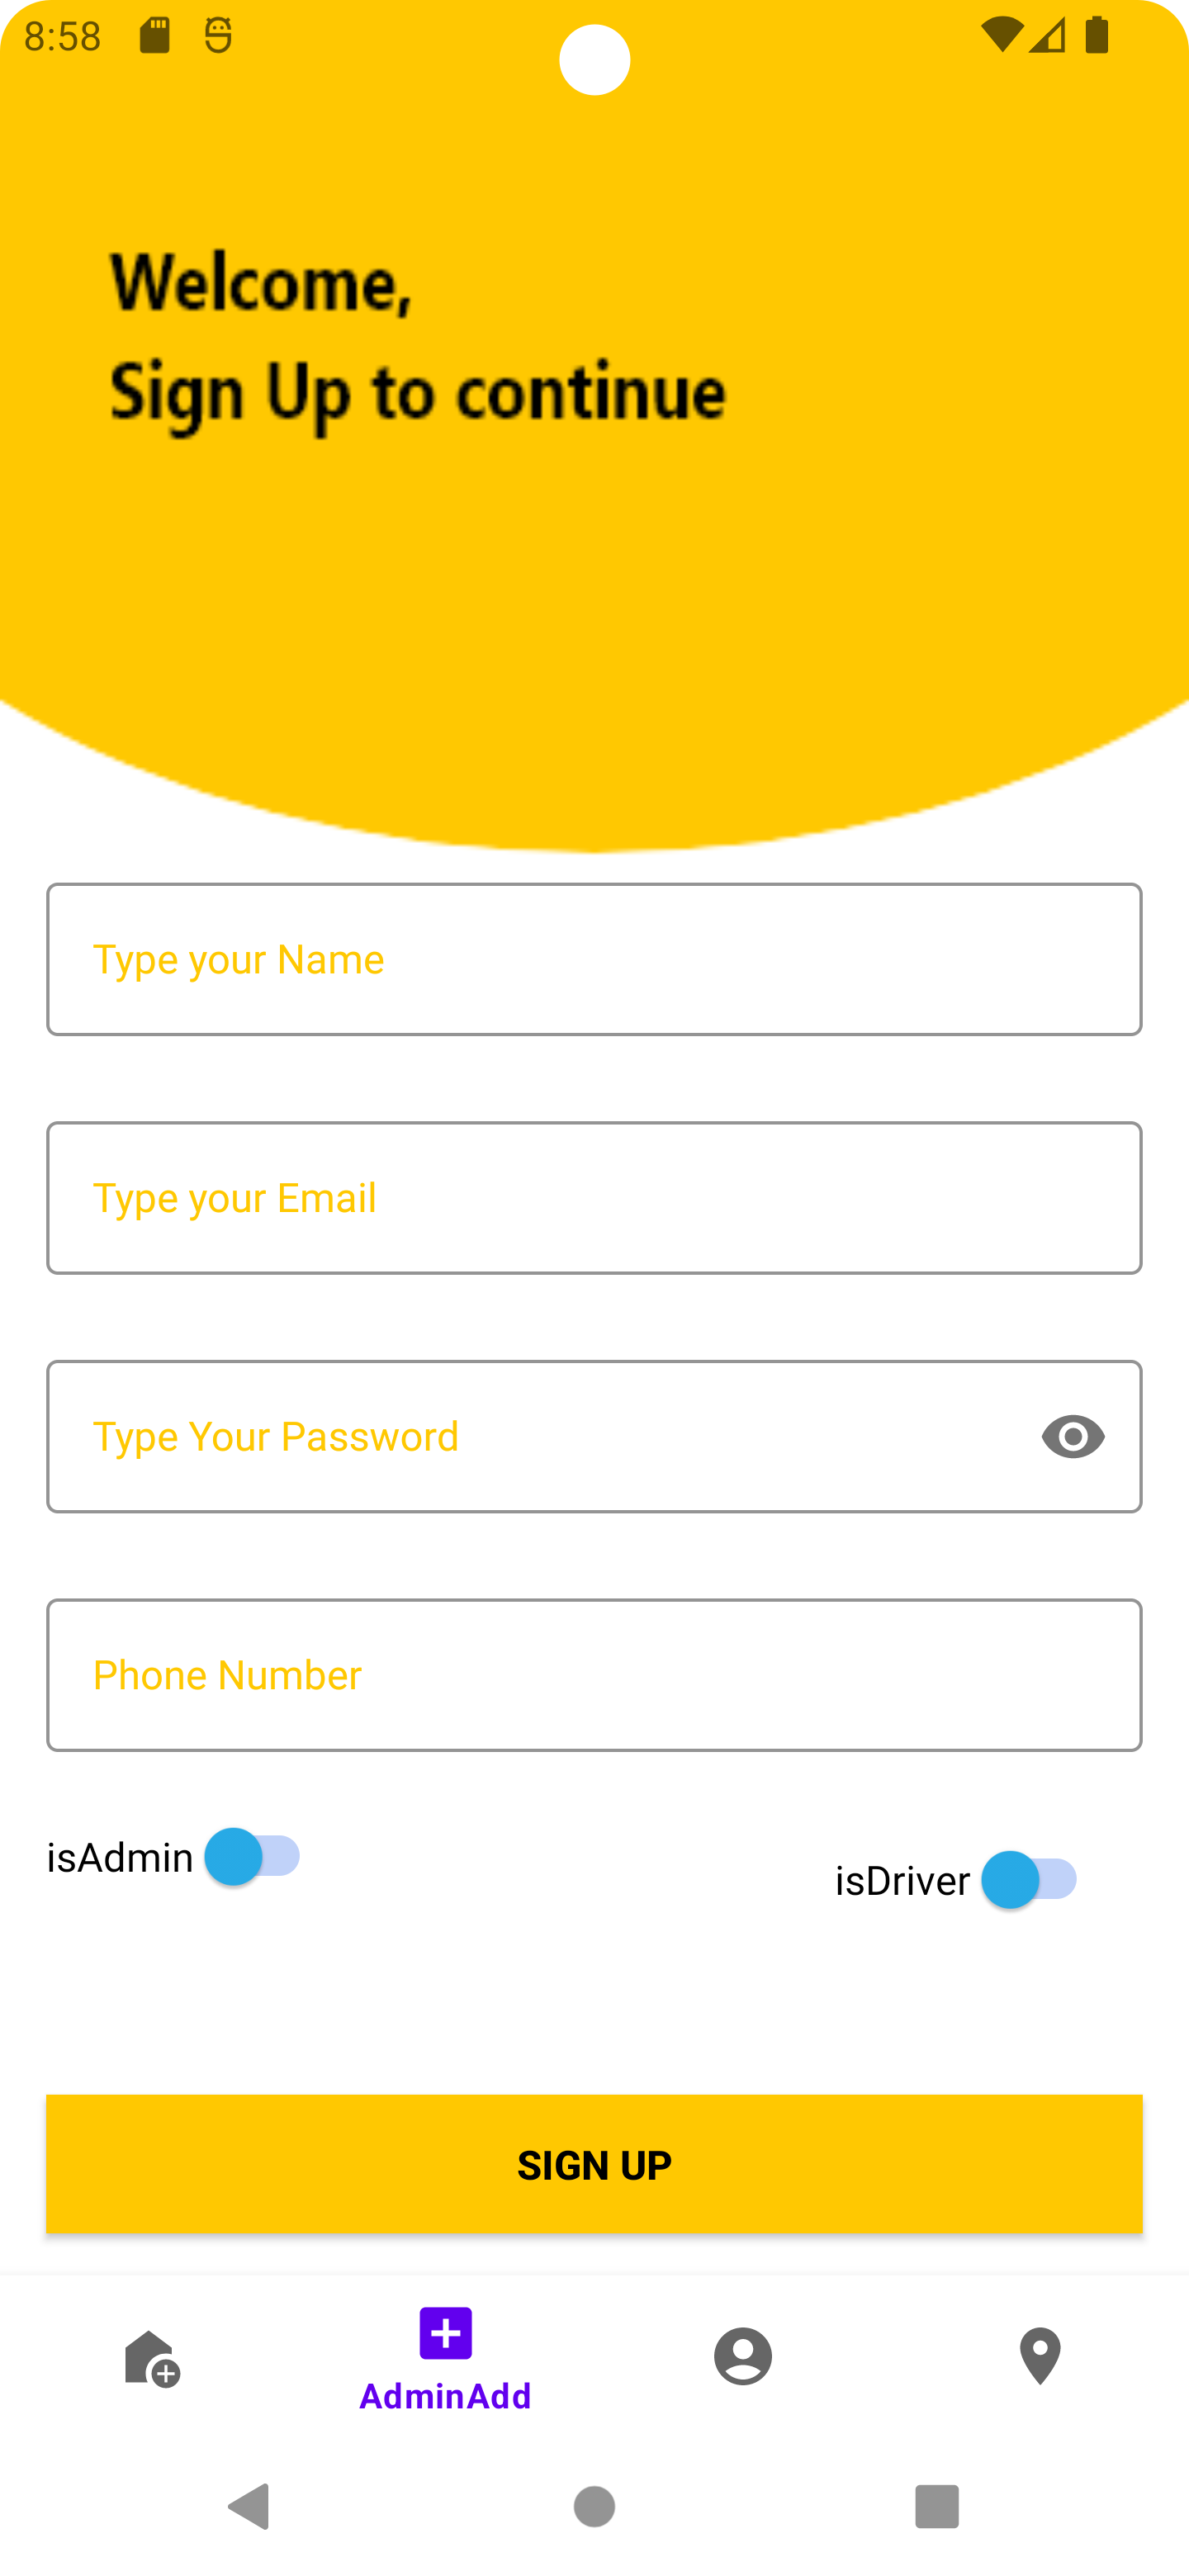 8:58
Welcome,
Sign Up to continue
Type your Name
Type your Email
Type Your Password
Phone Number
isAdmin
isDriver
SIGN UP
AdminAdd